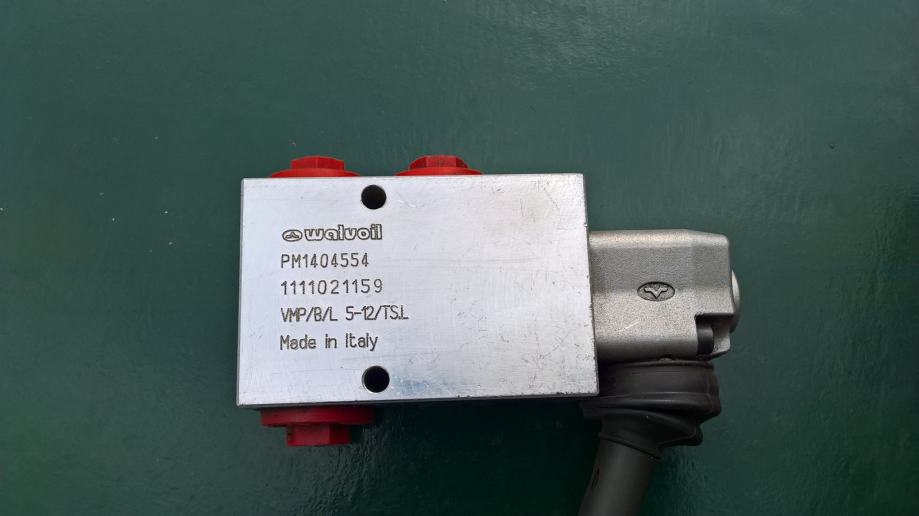 walvoil
PM1404554
1111021159
VMP/B/L 5-12/TS.L
Made in Italy